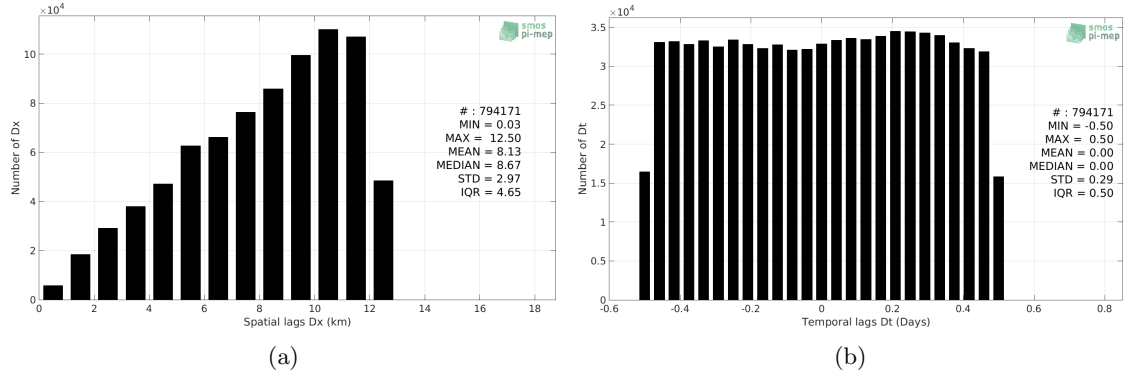 ×10⁴
10
8
6
4
2
0
Number of Dx
0 2 4 6 8 10 12 14 16 18
Spatial lags Dx (km)
smos
pi-mep
# : 794171
MIN = 0.03
MAX = 12.50
MEAN = 8.13
MEDIAN = 8.67
STD = 2.97
IQR = 4.65
(a)
×10⁴
3.5
3
2.5
2
1.5
1
0.5
0
Number of Dt
-0.6 -0.4 -0.2 0 0.2 0.4 0.6 0.8
Temporal lags Dt (Days)
smos
pi-mep
# : 794171
MIN = -0.50
MAX = 0.50
MEAN = 0.00
MEDIAN = 0.00
STD = 0.29
IQR = 0.50
(b)